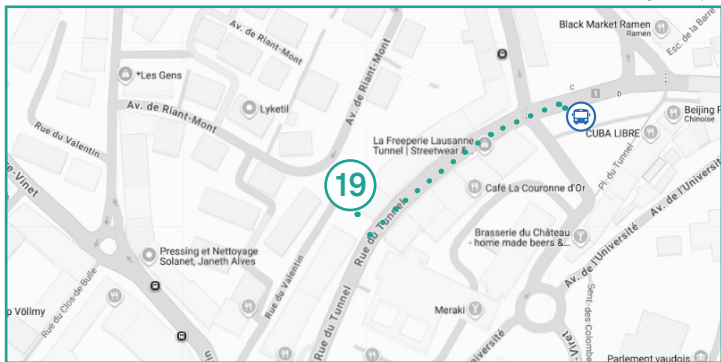 Black Market Ramen
Ramen
Esc. de la Barre
Av. de Riant-Mont
*Les Gens
Av. de Riant-Mont
Lyketil
Av. de Riant-Mont
C
D
Beijing
Chinoise
CUBA LIBRE
La Freeperie Lausanne
Tunnel | Streetwear &...
Rue du Valentin
Pl. du Tunnel
19
Café La Couronne d'Or
Av. de l'Université
Rue du Tunnel
Brasserie du Château
- home made beers &...
Av. de l'Université
Pressing et Nettoyage
Solanet, Janeth Alves
Rue du Valentin
Rue du Clos-de-Bulle
Rue du Tunnel
Meraki
Sent. des Colom
Viret
p Völlmy
Parlement vaudois